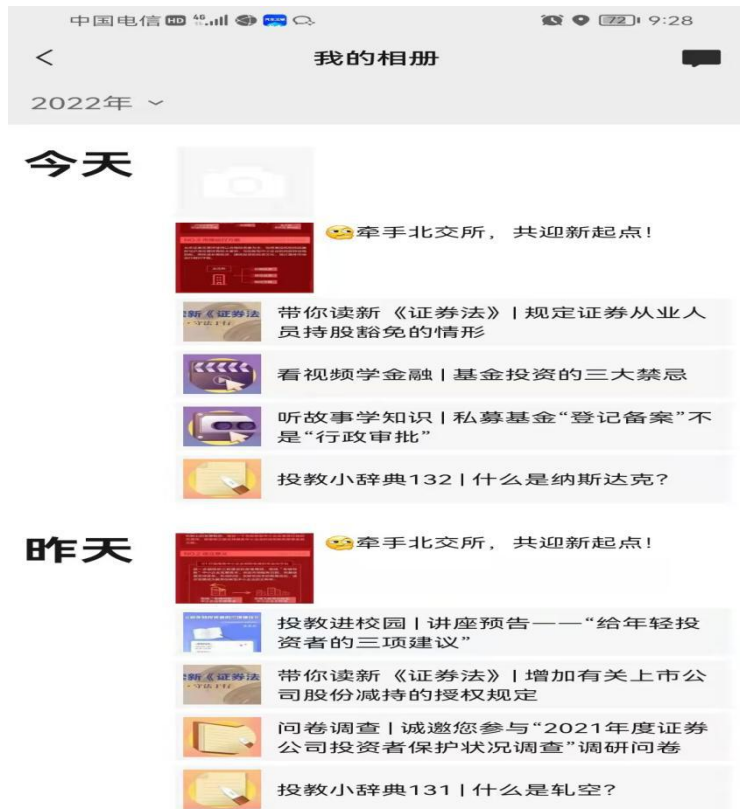 中国电信 HD 4G 72 9:28
我的相册
2022年
今天
牵手北交所，共迎新起点！
新《证券法》
带你读新《证券法》|规定证券从业人
员持股豁免的情形
看视频学金融|基金投资的三大禁忌
听故事学知识|私募基金“登记备案”不
是“行政审批”
投教小辞典132|什么是纳斯达克？
昨天
牵手北交所，共迎新起点！
投教进校园|讲座预告——“给年轻投
资者的三项建议”
新《证券法》
带你读新《证券法》|增加有关上市公
司股份减持的授权规定
问卷调查|诚邀您参与“2021年度证券
公司投资者保护状况调查”调研问卷
投教小辞典131|什么是轧空？